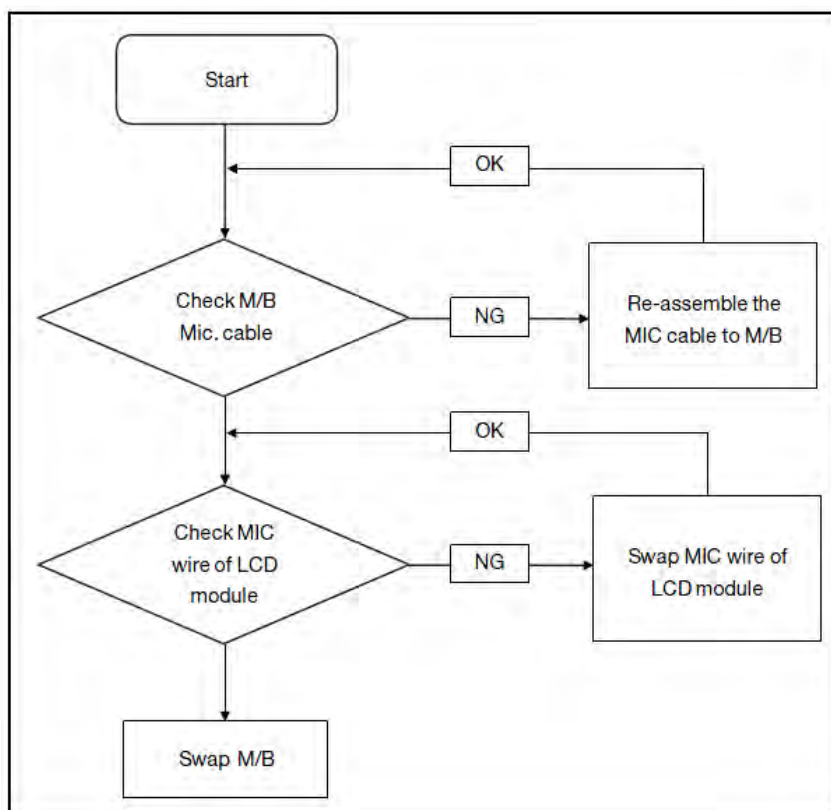 Start
OK
Check M/B
Mic. cable
NG
Re-assemble the
MIC cable to M/B
OK
Check MIC
wire of LCD
module
NG
Swap MIC wire of
LCD module
Swap M/B